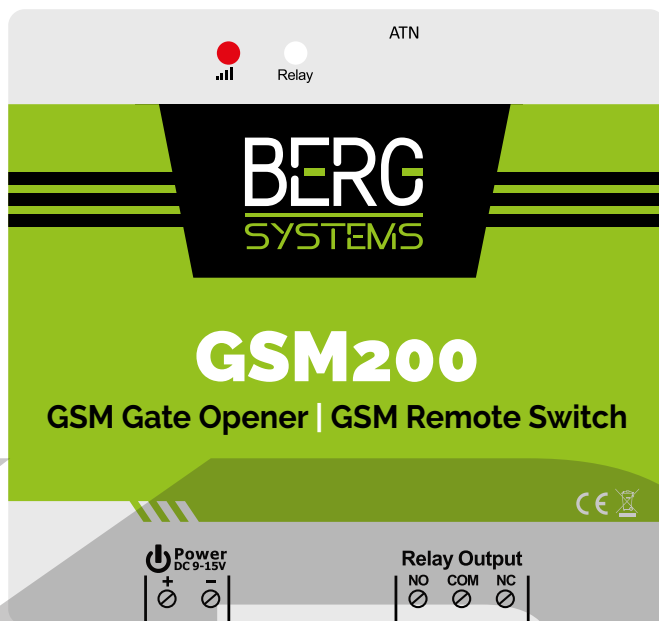 ATN
Relay
BERG
SYSTEMS
GSM200
GSM Gate Opener | GSM Remote Switch
CE
Power
DC 9-15V
+ -
Relay Output
NO COM NC